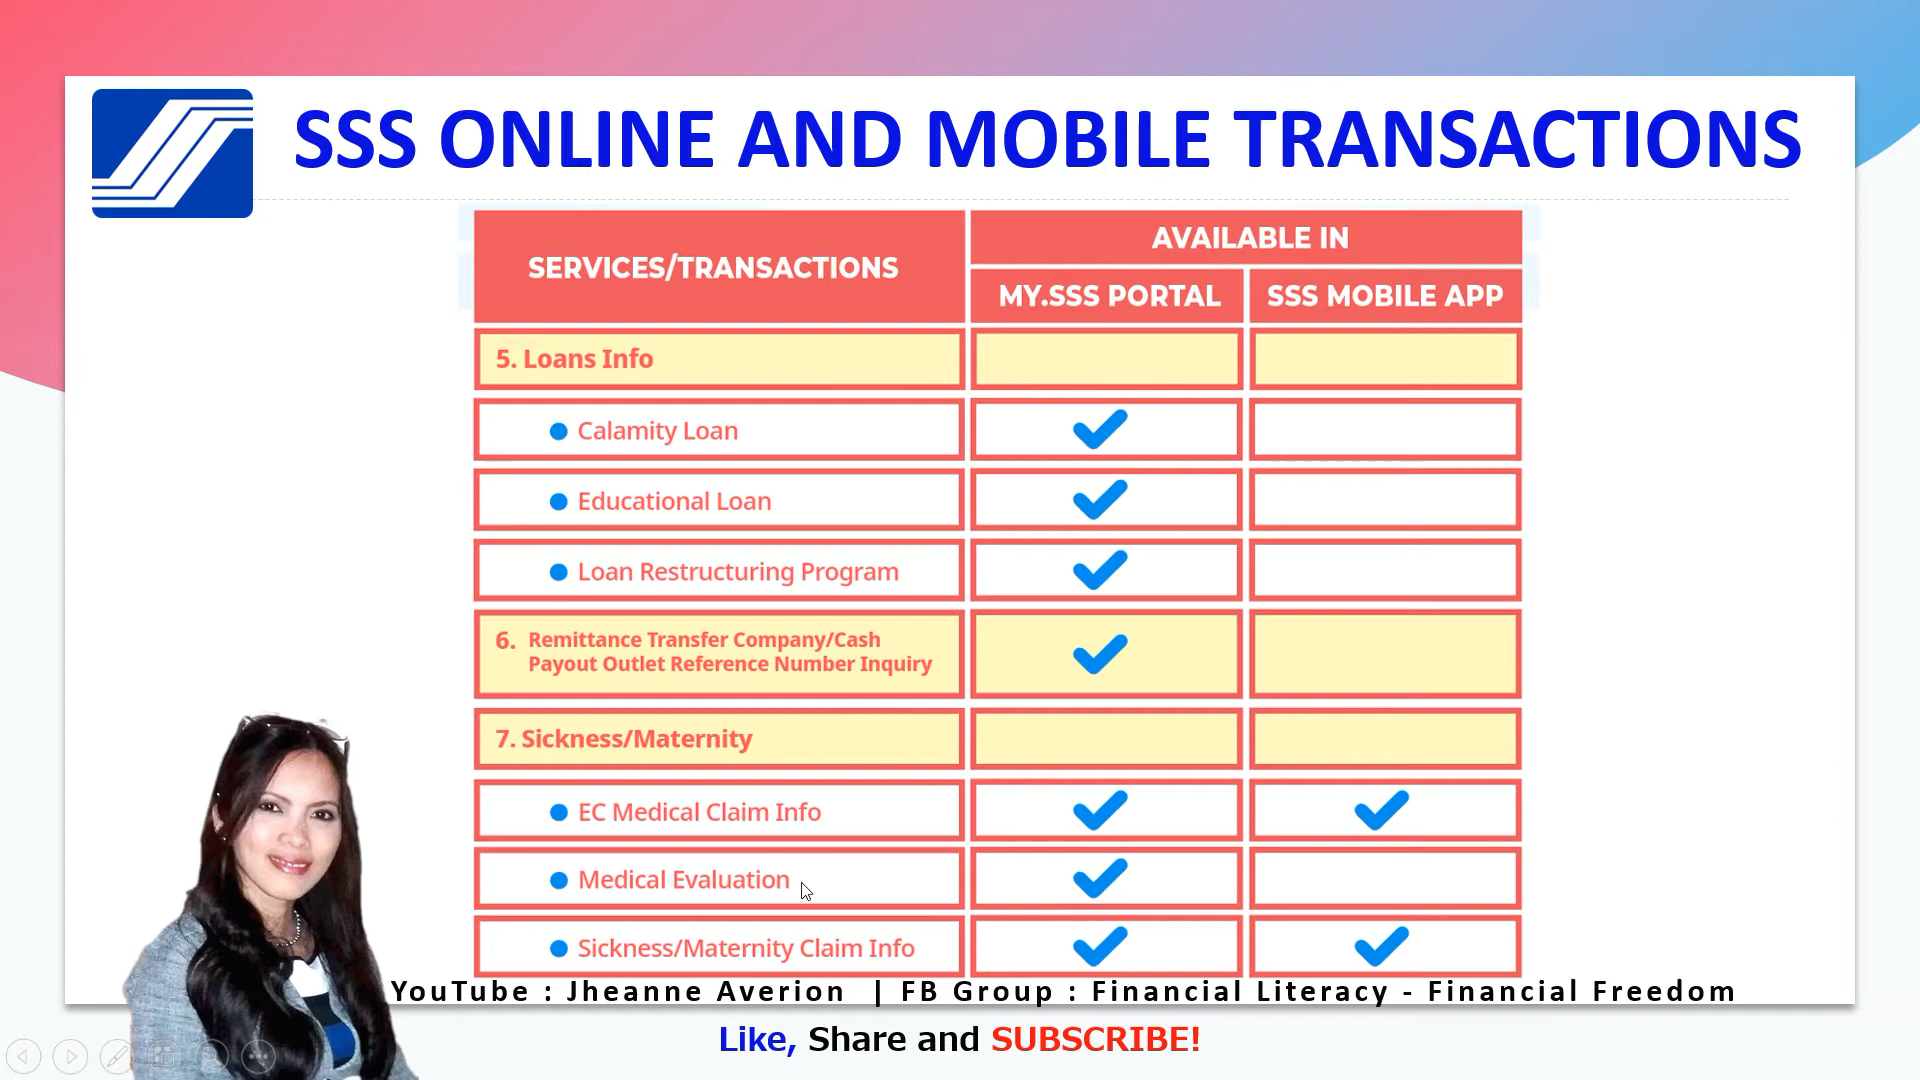 SSS ONLINE AND MOBILE TRANSACTIONS
SERVICES/TRANSACTIONS
AVAILABLE IN
MY.SSS PORTAL
SSS MOBILE APP
5. Loans Info
Calamity Loan
Educational Loan
Loan Restructuring Program
6. Remittance Transfer Company/Cash
Payout Outlet Reference Number Inquiry
7. Sickness/Maternity
EC Medical Claim Info
Medical Evaluation
Sickness/Maternity Claim Info
YouTube : Jheanne Averion | FB Group : Financial Literacy - Financial Freedom
Like, Share and SUBSCRIBE!